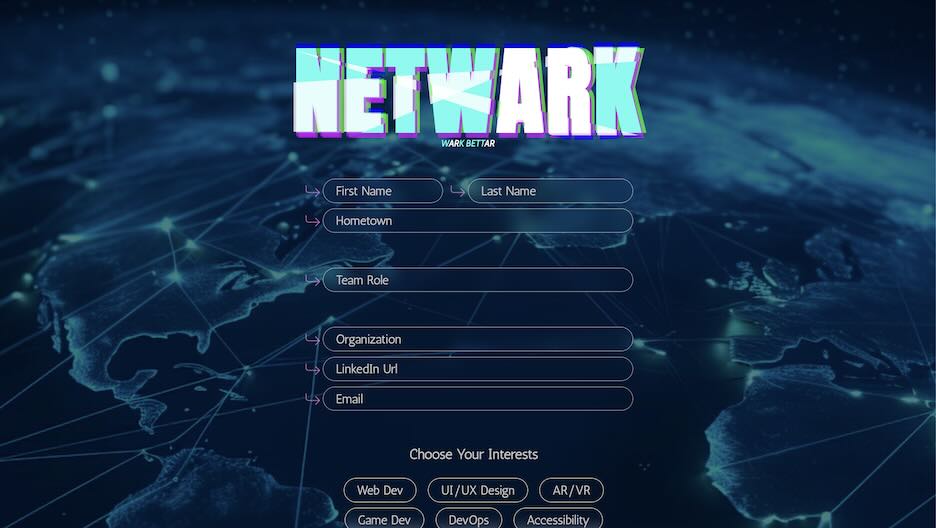 NETWARK
WARK BETTAR
First Name Last Name
Hometown
Team Role
Organization
LinkedIn Url
Email
Choose Your Interests
Web Dev UI/UX Design AR/VR
Game Dev DevOps Accessibility